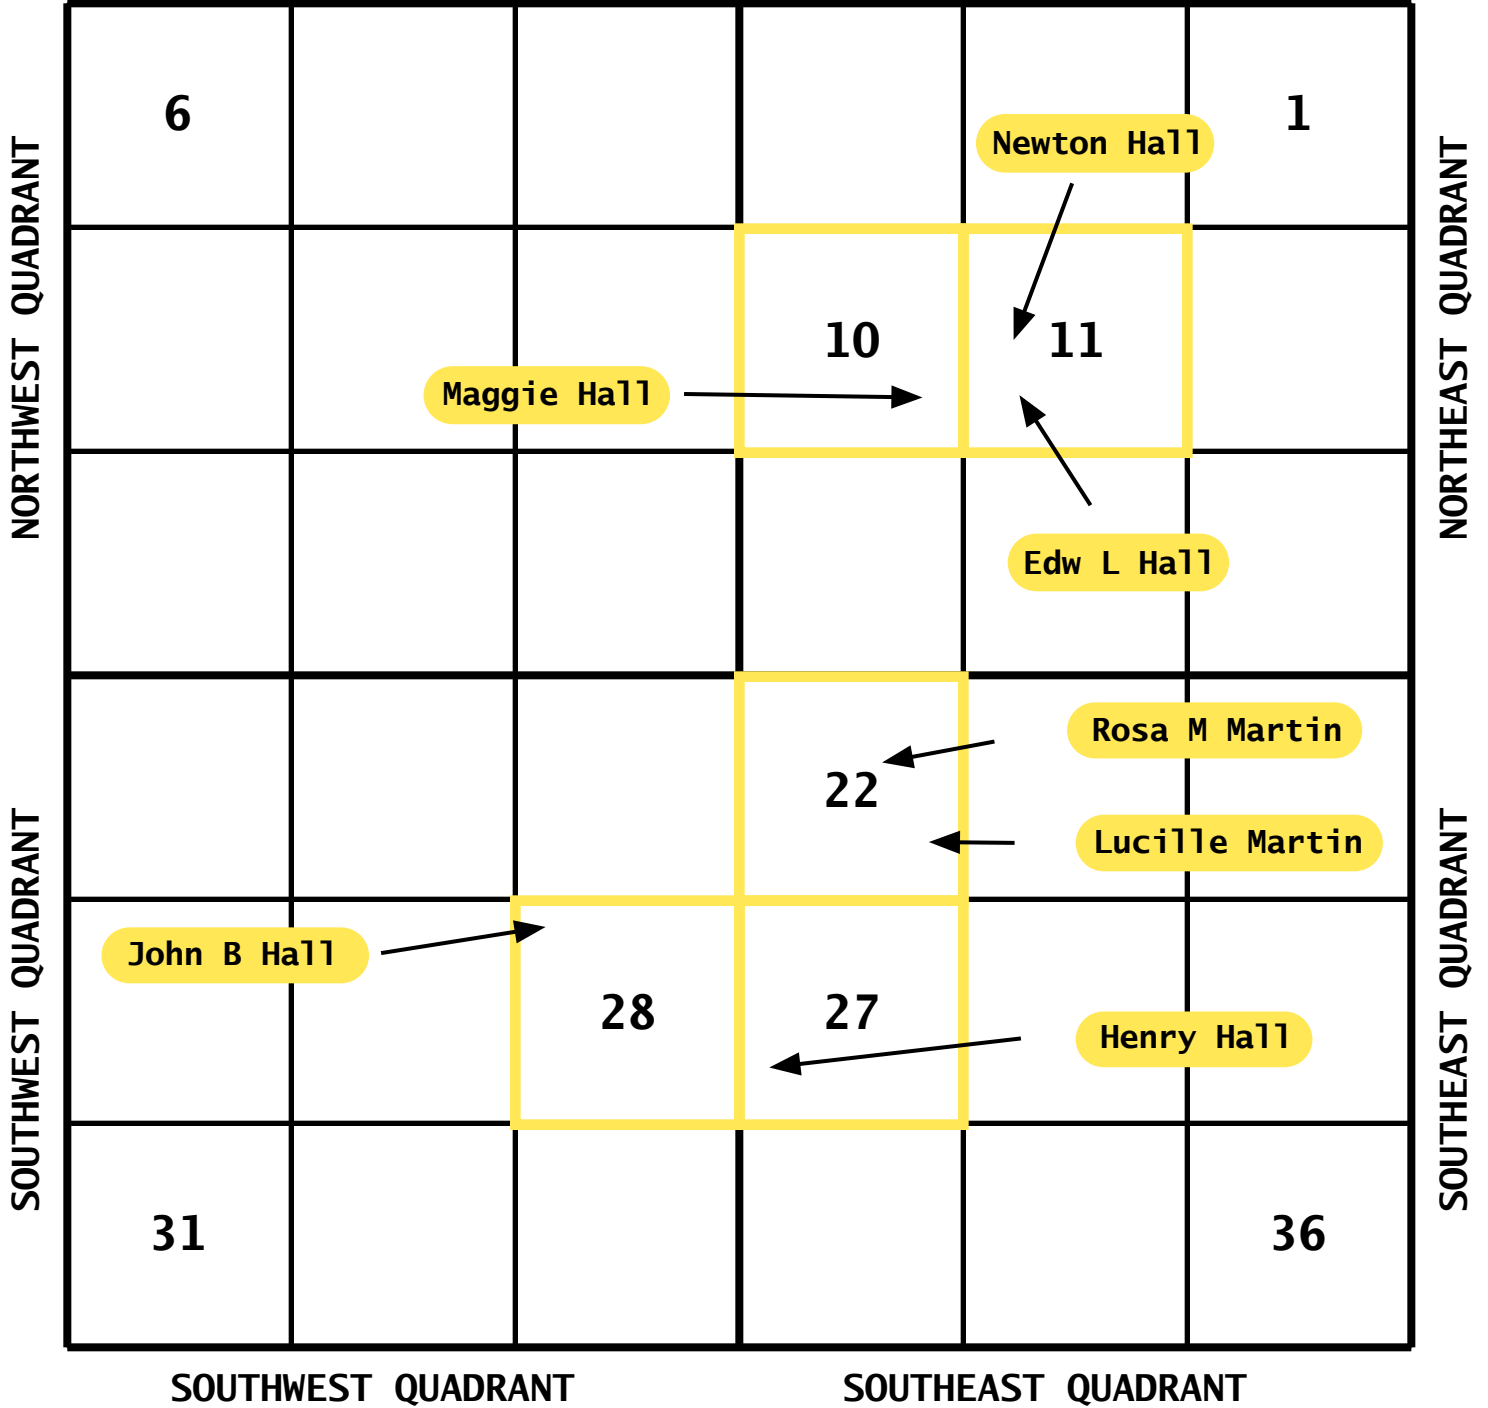 6
1
Newton Hall
NORTHWEST QUADRANT
NORTHEAST QUADRANT
10
11
Maggie Hall
Edw L Hall
Rosa M Martin
22
Lucille Martin
SOUTHWEST QUADRANT
SOUTHEAST QUADRANT
John B Hall
28
27
Henry Hall
31
36
SOUTHWEST QUADRANT
SOUTHEAST QUADRANT